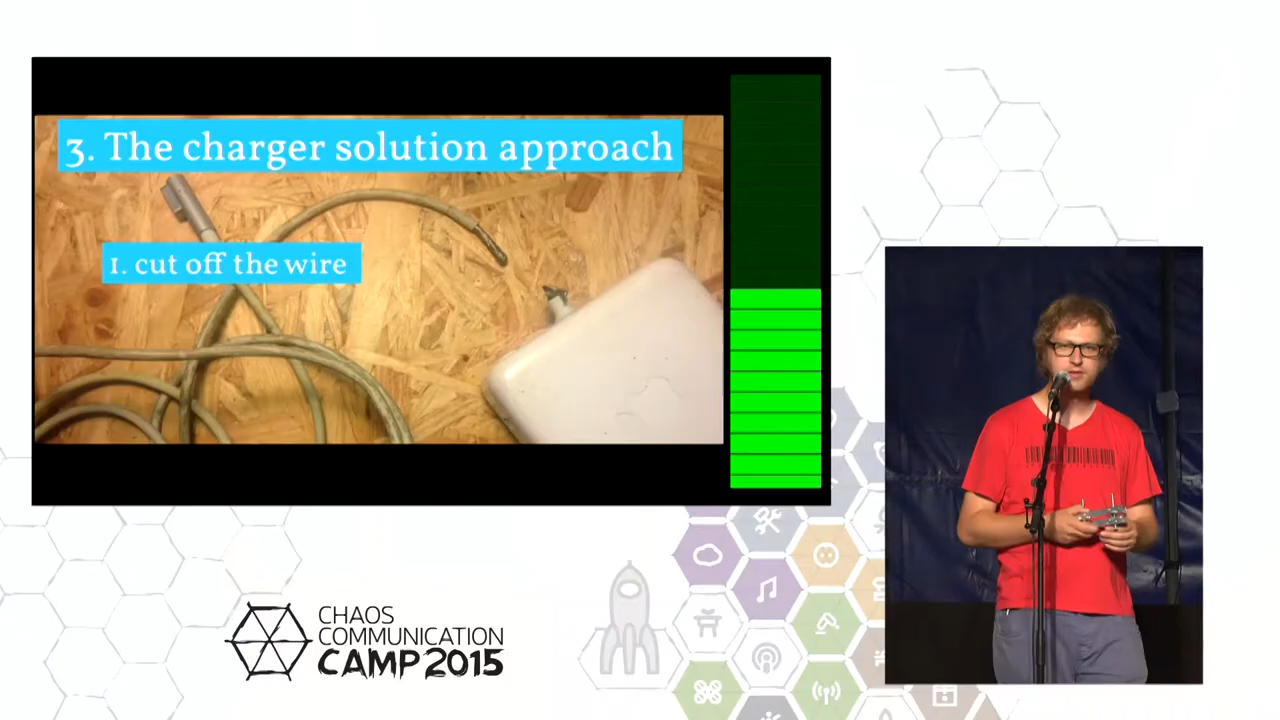 3. The charger solution approach
1. cut off the wire
CHAOS
COMMUNICATION
CAMP 2015